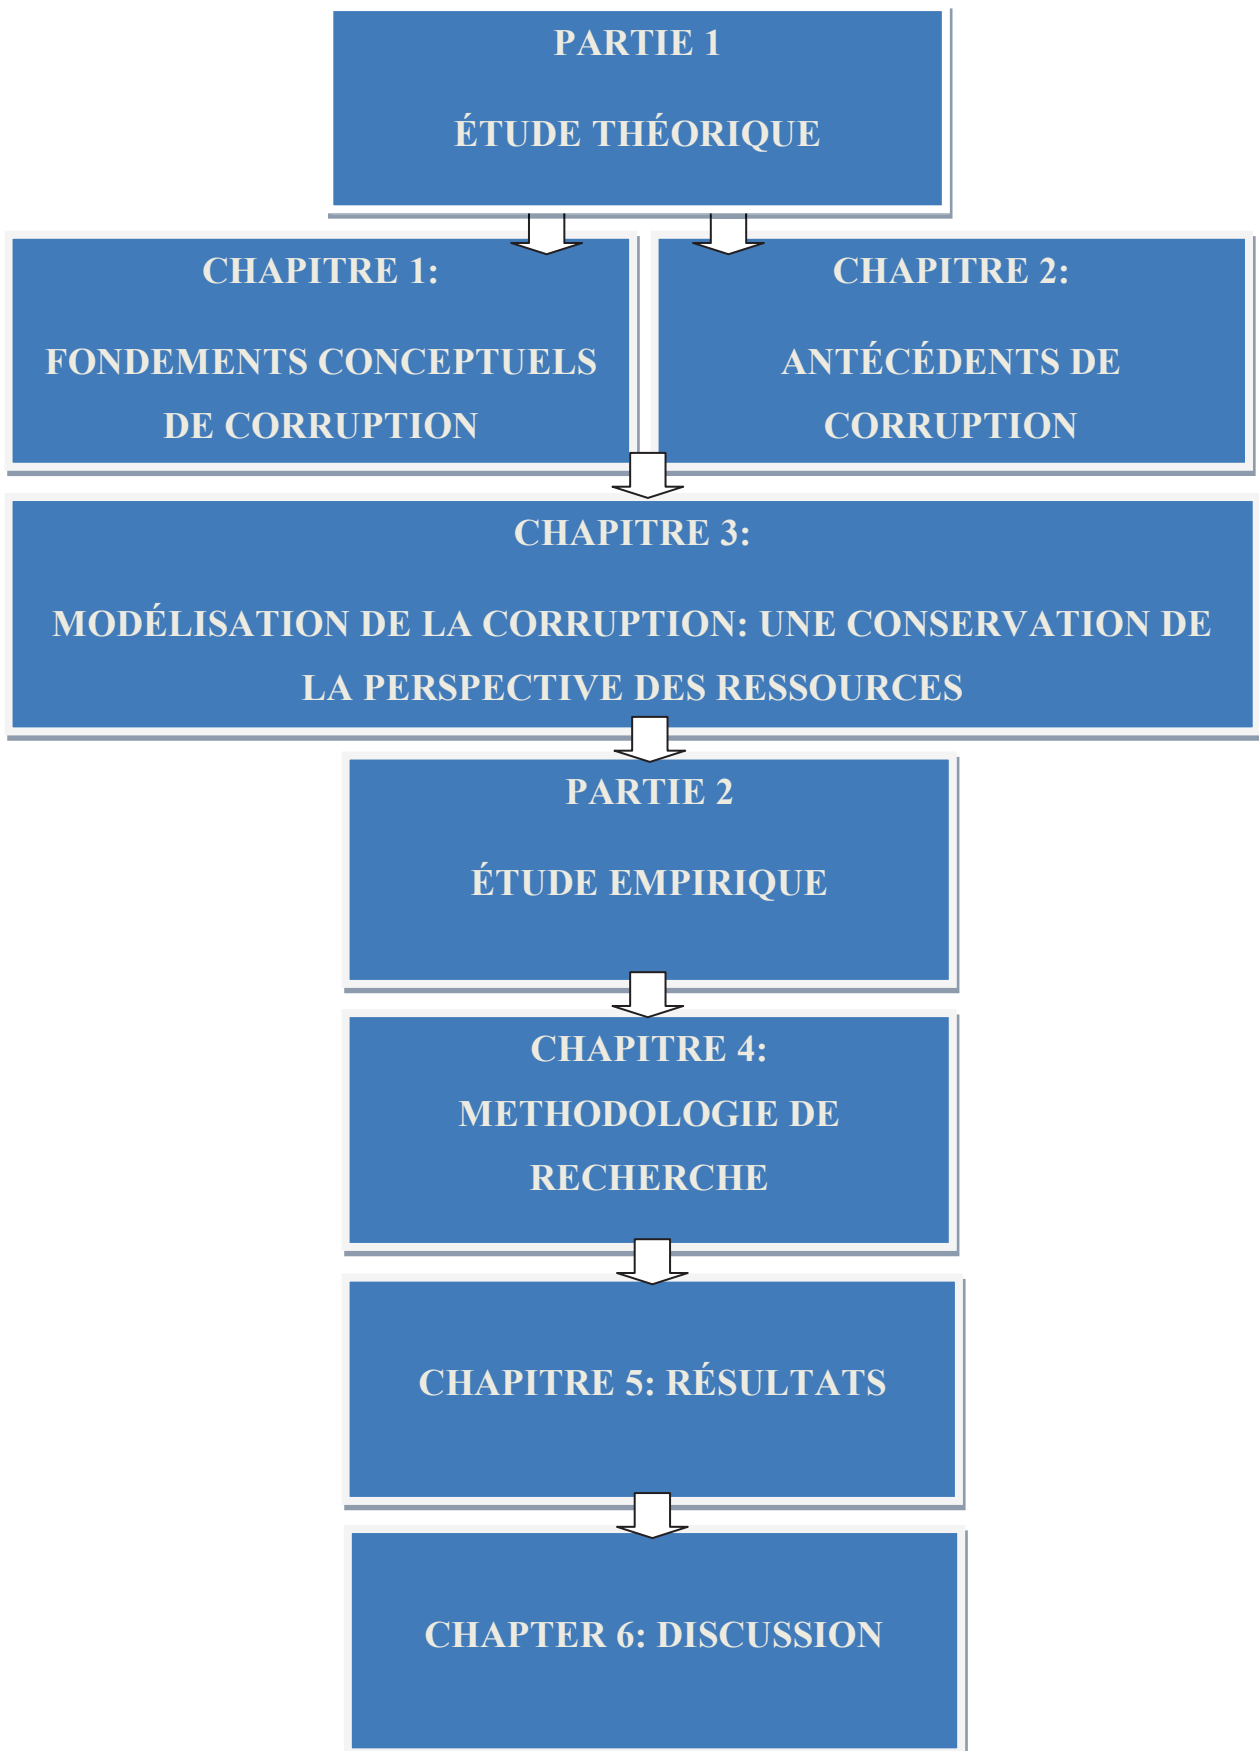 PARTIE 1
ÉTUDE THÉORIQUE
CHAPITRE 1:
FONDEMENTS CONCEPTUELS
DE CORRUPTION
CHAPITRE 2:
ANTÉCÉDENTS DE
CORRUPTION
CHAPITRE 3:
MODÉLISATION DE LA CORRUPTION: UNE CONSERVATION DE
LA PERSPECTIVE DES RESSOURCES
PARTIE 2
ÉTUDE EMPIRIQUE
CHAPITRE 4:
METHODOLOGIE DE
RECHERCHE
CHAPITRE 5: RÉSULTATS
CHAPTER 6: DISCUSSION